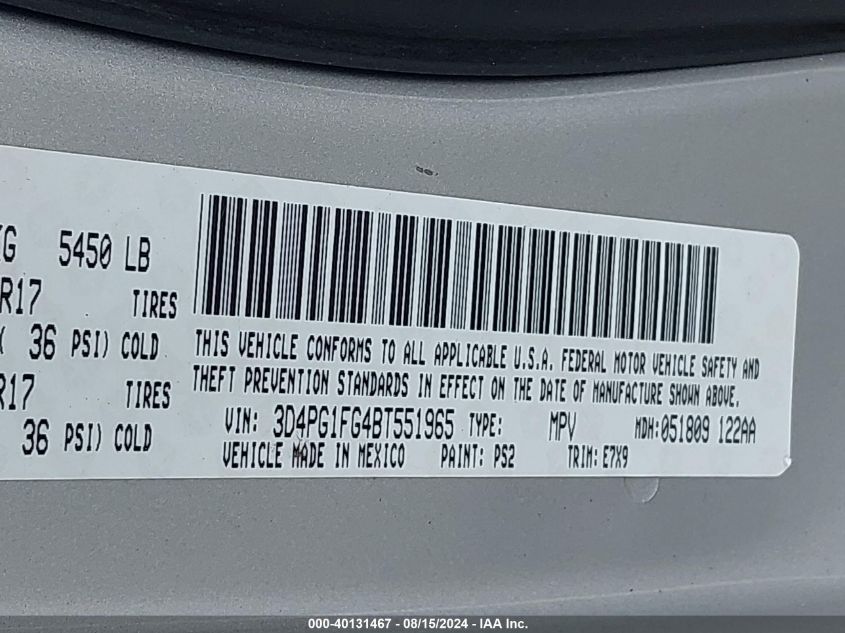 KG 5450 LB
R17 TIRES
( 36 PSI) COLD
R17 TIRES
36 PSI) COLD
THIS VEHICLE CONFORMS TO ALL APPLICABLE U.S.A. FEDERAL MOTOR VEHICLE SAFETY AND
THEFT PREVENTION STANDARDS IN EFFECT ON THE DATE OF MANUFACTURE SHOWN ABOVE.
VIN: 3D4PG1FG4BT551965 TYPE: MPV MDH:051809 122AA
VEHICLE MADE IN MEXICO PAINT: PS2 TRIM: E7X9
000-40131467 - 08/15/2024 - IAA Inc.